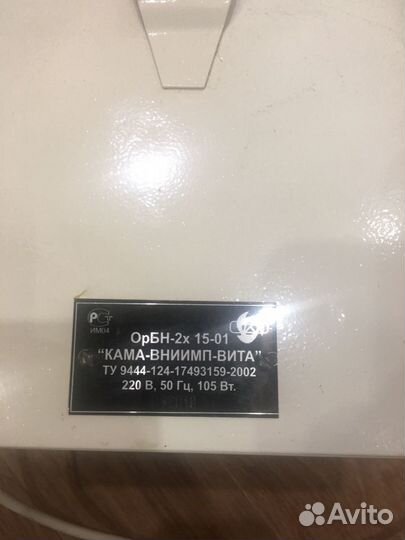 РСТ
ИМ04
ОрБН-2х 15-01
“КАМА-ВНИИМП-ВИТА”
ТУ 9444-124-17493159-2002
220 В, 50 Гц, 105 Вт.
Avito